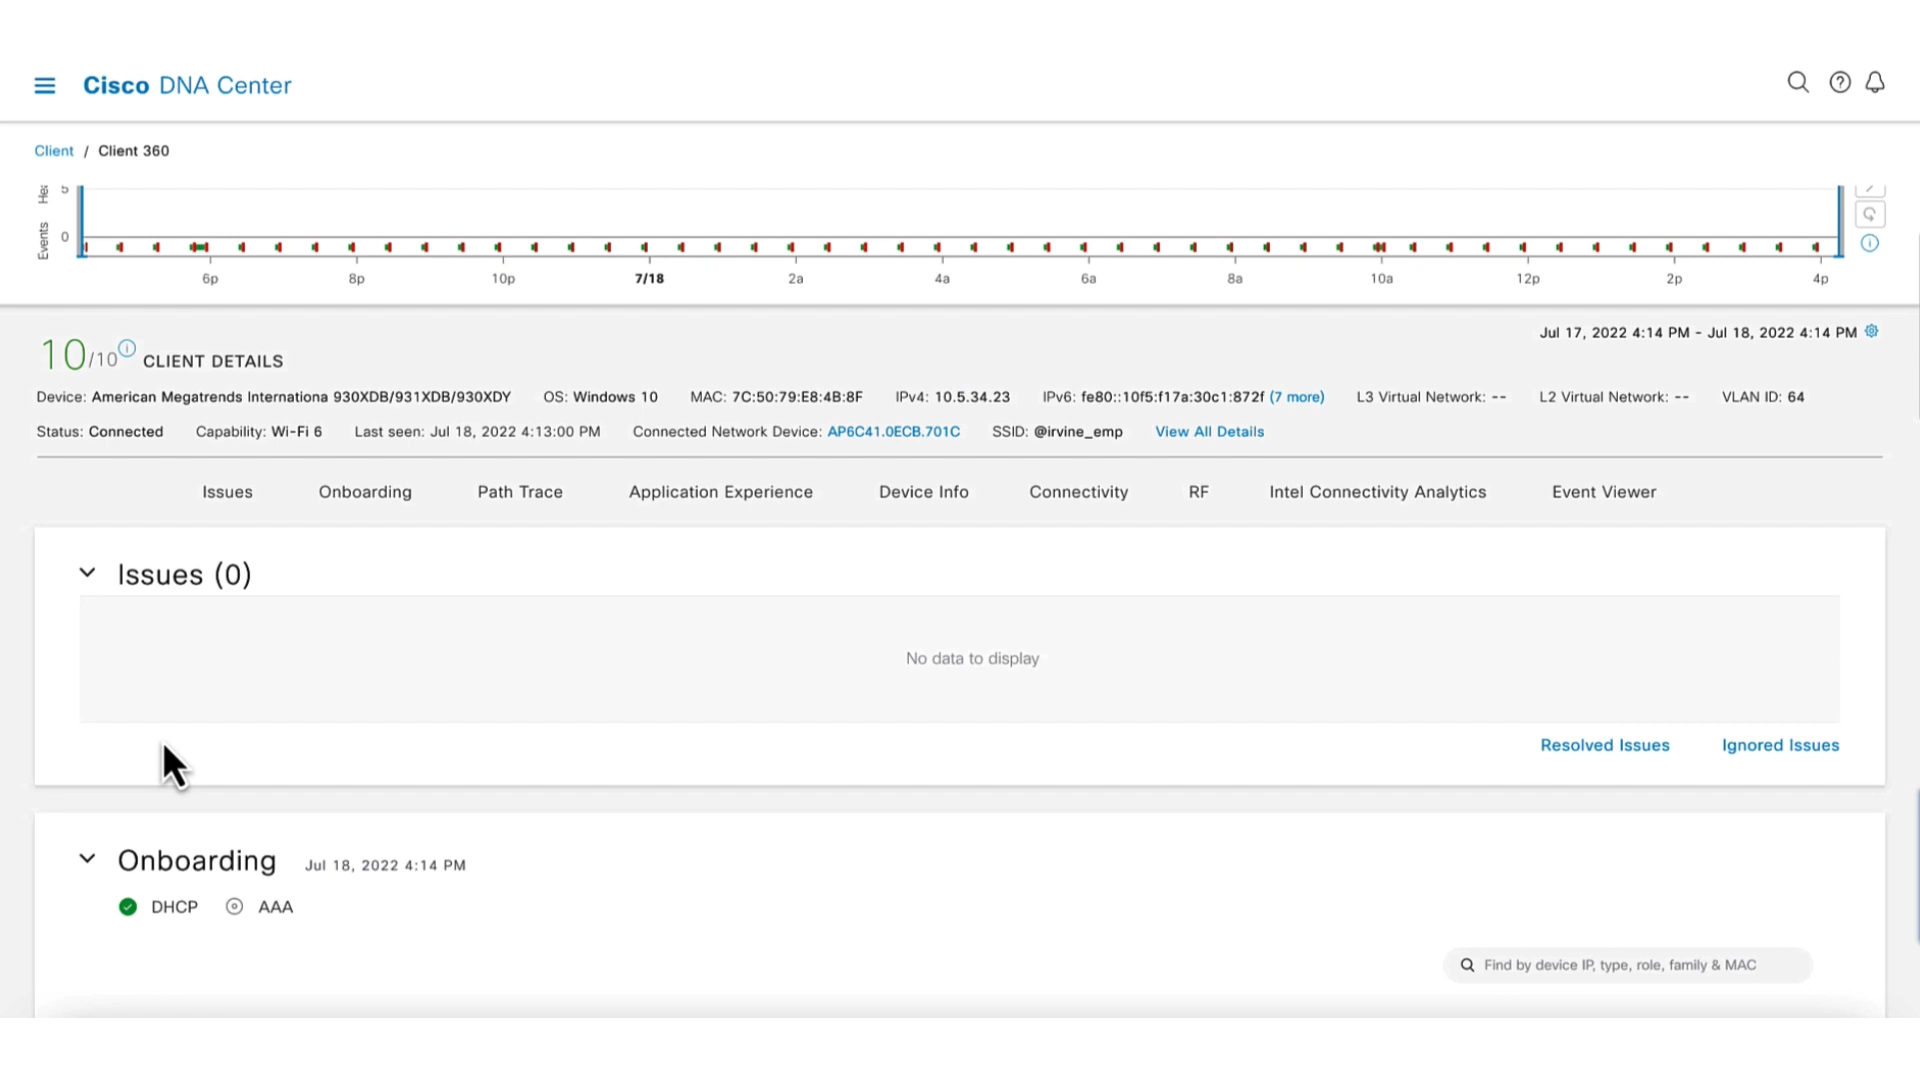 Cisco DNA Center
Client / Client 360
5
Events
0
6p 8p 10p 7/18 2a 4a 6a 8a 10a 12p 2p 4p
Jul 17, 2022 4:14 PM - Jul 18, 2022 4:14 PM
10/10 CLIENT DETAILS
Device: American Megatrends Internationa 930XDB/931XDB/930XDY OS: Windows 10 MAC: 7C:50:79:E8:4B:8F IPv4: 10.5.34.23 IPv6: fe80::10f5:f17a:30c1:872f (7 more) L3 Virtual Network: -- L2 Virtual Network: -- VLAN ID: 64
Status: Connected Capability: Wi-Fi 6 Last seen: Jul 18, 2022 4:13:00 PM Connected Network Device: AP6C41.0ECB.701C SSID: @irvine_emp View All Details
Issues Onboarding Path Trace Application Experience Device Info Connectivity RF Intel Connectivity Analytics Event Viewer
Issues (0)
No data to display
Resolved Issues Ignored Issues
Onboarding Jul 18, 2022 4:14 PM
DHCP AAA
Find by device IP, type, role, family & MAC